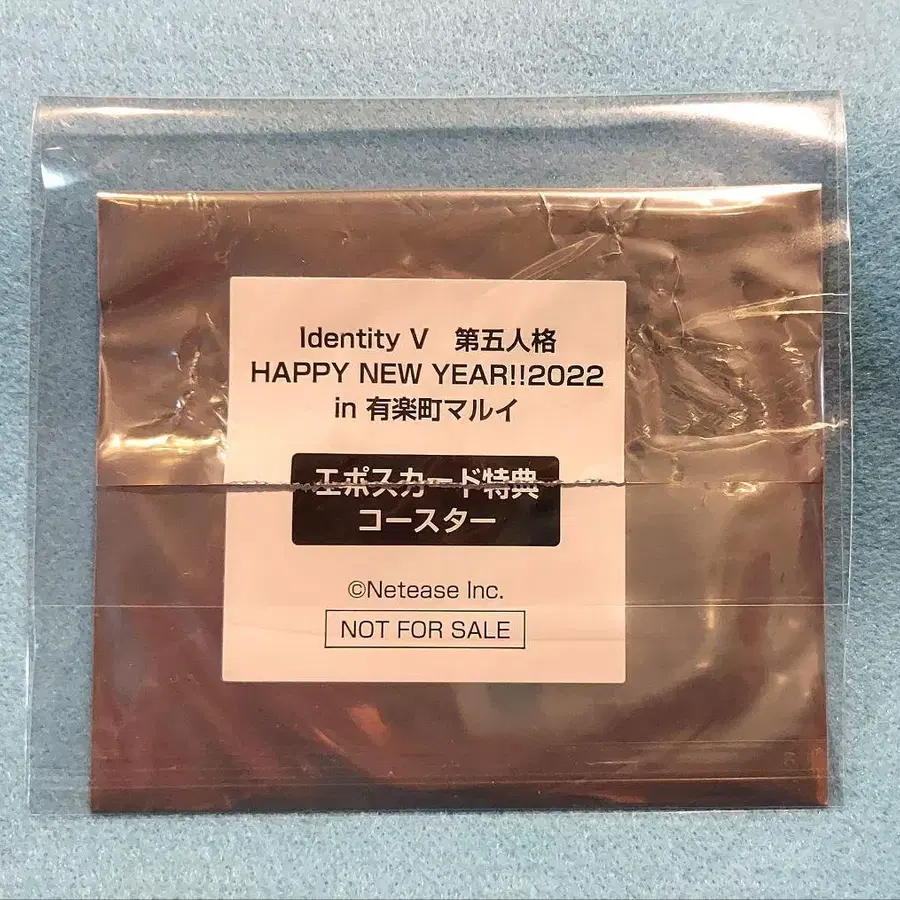 Identity V 第五人格
HAPPY NEW YEAR!!2022
in 有楽町マルイ
エポスカード特典
コースター
©Netease Inc.
NOT FOR SALE